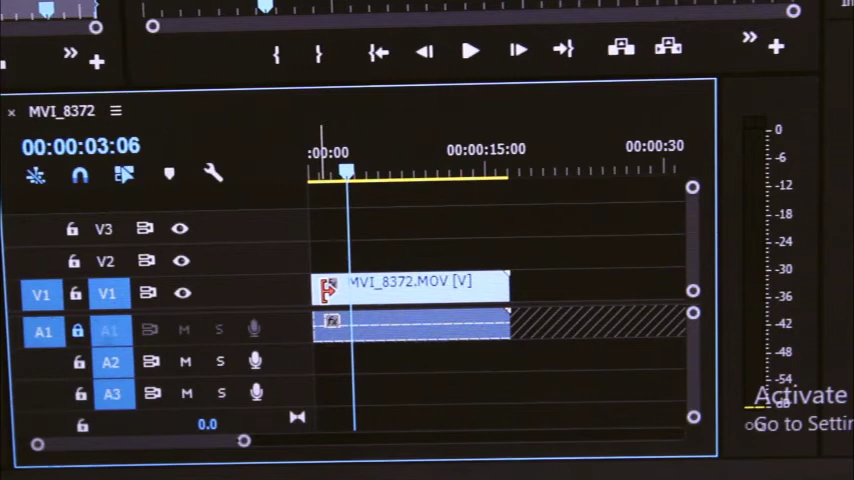 MVI_8372
00:00:03:06
:00:00 00:00:15:00 00:00:30
V3
V2
V1 V1 MVI_8372.MOV [V]
A1 A1 M S fx
A2 M S
A3 M S
0.0
0
-6
-12
-18
-24
-30
-36
-42
-48
-54
dB
Activate
Go to Settin